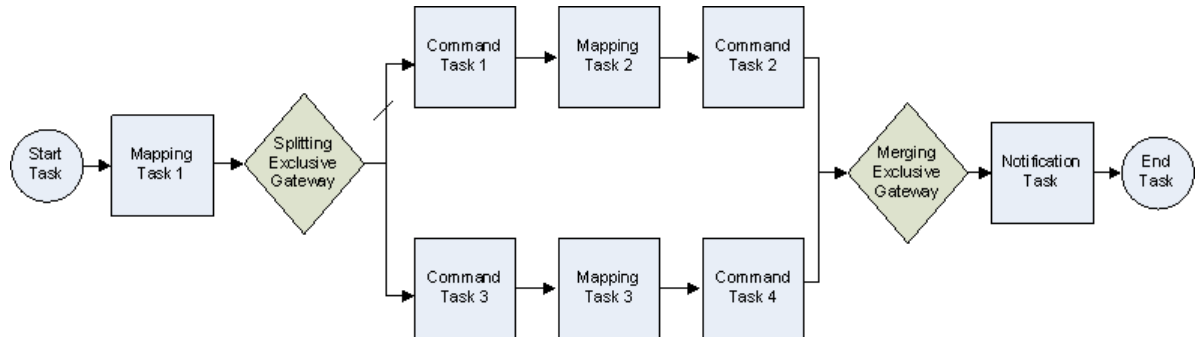 Start
Task
Mapping
Task 1
Splitting
Exclusive
Gateway
Command
Task 1
Mapping
Task 2
Command
Task 2
Command
Task 3
Mapping
Task 3
Command
Task 4
Merging
Exclusive
Gateway
Notification
Task
End
Task